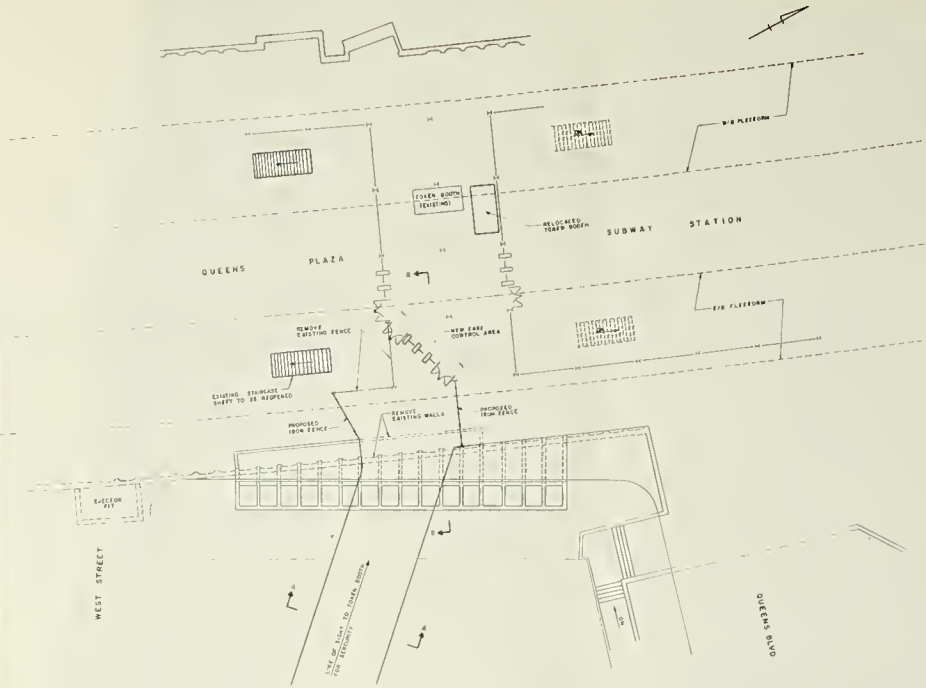 S/B PLATFORM
TOKEN BOOTH
(EXISTING)
RELOCATED
TOKEN BOOTH
SUBWAY STATION
QUEENS PLAZA
B
REMOVE
EXISTING FENCE
NEW FARE
CONTROL AREA
EXISTING STAIRCASE
TO BE REOPENED
PROPOSED
IRON FENCE
REMOVE
EXISTING WALLS
PROPOSED
IRON FENCE
EJECTOR
PIT
B
WEST STREET
A
LINE OF SIGHT TO TOKEN BOOTH
FOR SECURITY
A
DN
QUEENS BLVD